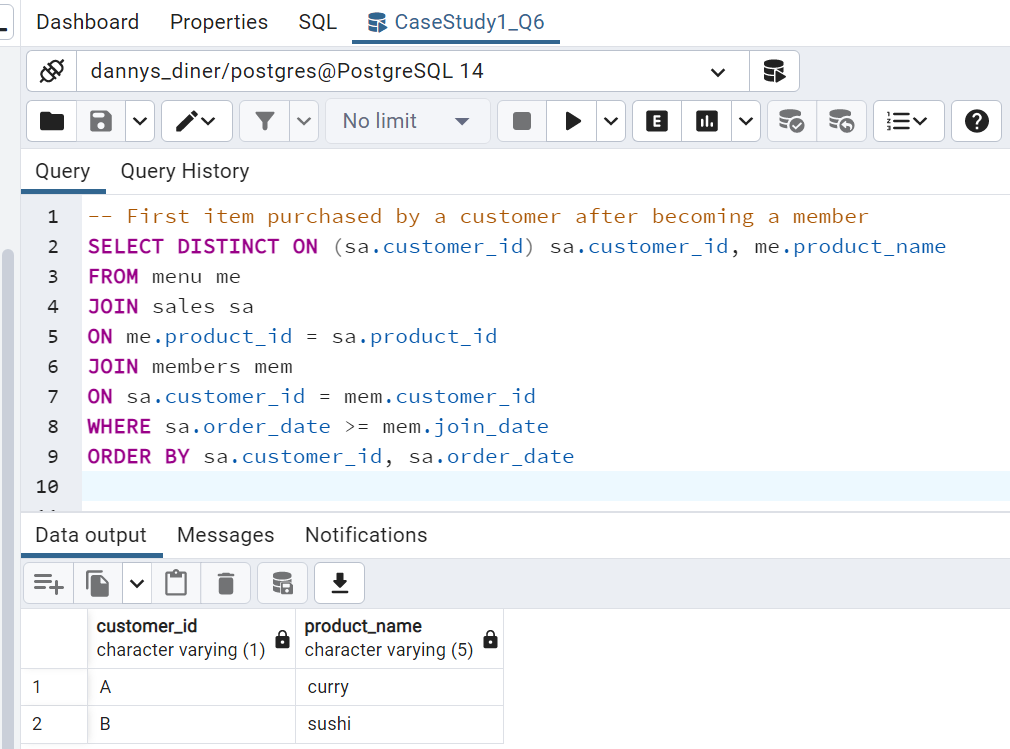 Dashboard Properties SQL CaseStudy1_Q6
dannys_diner/postgres@PostgreSQL 14
No limit E
Query Query History
1 -- First item purchased by a customer after becoming a member
2 SELECT DISTINCT ON (sa.customer_id) sa.customer_id, me.product_name
3 FROM menu me
4 JOIN sales sa
5 ON me.product_id = sa.product_id
6 JOIN members mem
7 ON sa.customer_id = mem.customer_id
8 WHERE sa.order_date >= mem.join_date
9 ORDER BY sa.customer_id, sa.order_date
10
Data output Messages Notifications
customer_id product_name
character varying (1) character varying (5)
1 A curry
2 B sushi